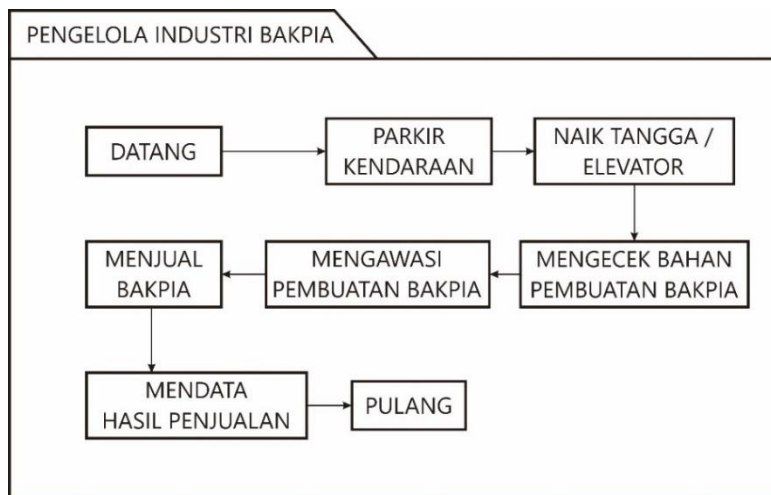 PENGELOLA INDUSTRI BAKPIA
DATANG
PARKIR
KENDARAAN
NAIK TANGGA /
ELEVATOR
MENGECEK BAHAN
PEMBUATAN BAKPIA
MENGAWASI
PEMBUATAN BAKPIA
MENJUAL
BAKPIA
MENDATA
HASIL PENJUALAN
PULANG